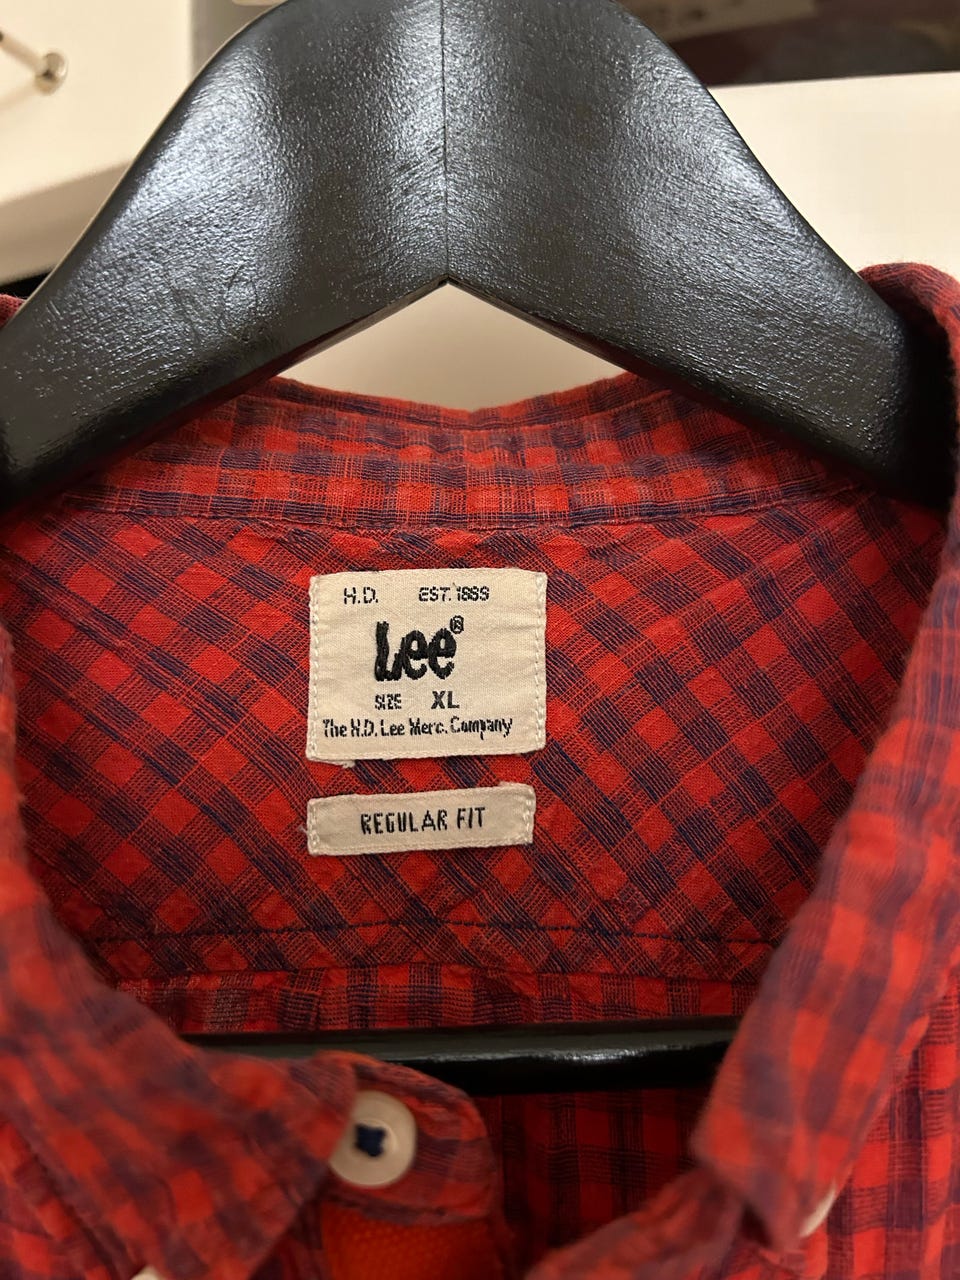 H.D. EST. 1889
Lee®
SIZE XL
The H.D. Lee Merc. Company
REGULAR FIT